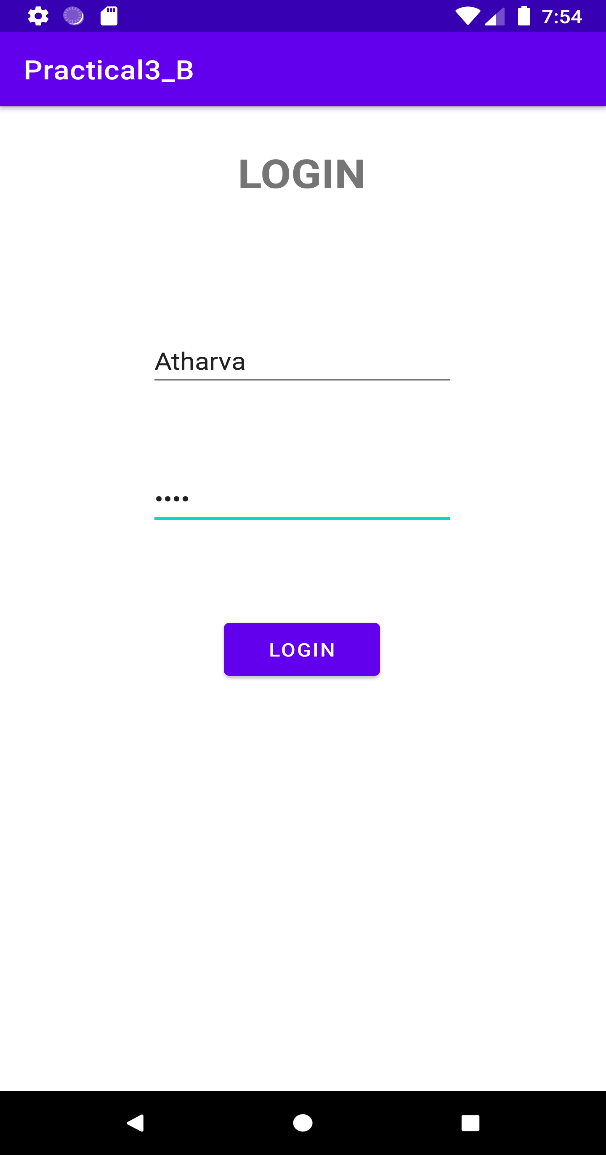 7:54
Practical3_B
LOGIN
Atharva
••••
LOGIN